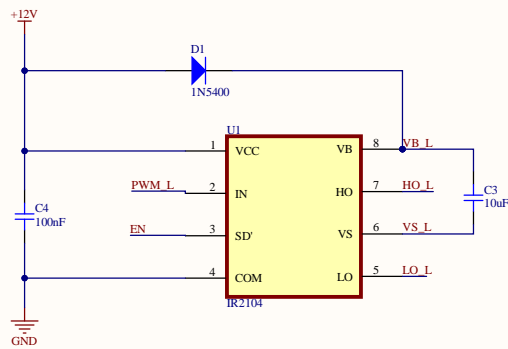 +12V
D1
1N5400
U1
1 VCC VB 8 VB_L
PWM_L 2 IN HO 7 HO_L
C3
10uF
C4
100nF
EN 3 SD' VS 6 VS_L
4 COM LO 5 LO_L
IR2104
GND